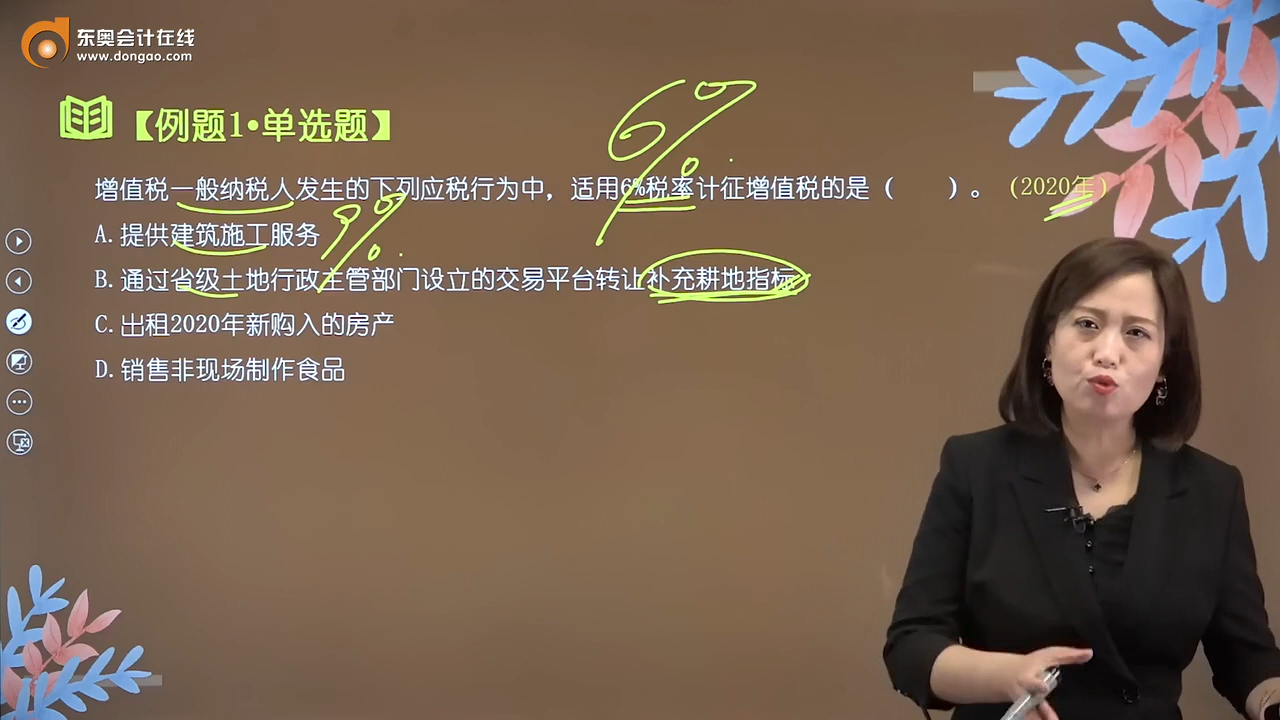 东奥会计在线
www.dongao.com
【例题1•单选题】
6%
增值税一般纳税人发生的下列应税行为中，适用6%税率计征增值税的是（　　）。（2020年）
A.提供建筑施工服务
9%
B.通过省级土地行政主管部门设立的交易平台转让补充耕地指标
C.出租2020年新购入的房产
D.销售非现场制作食品